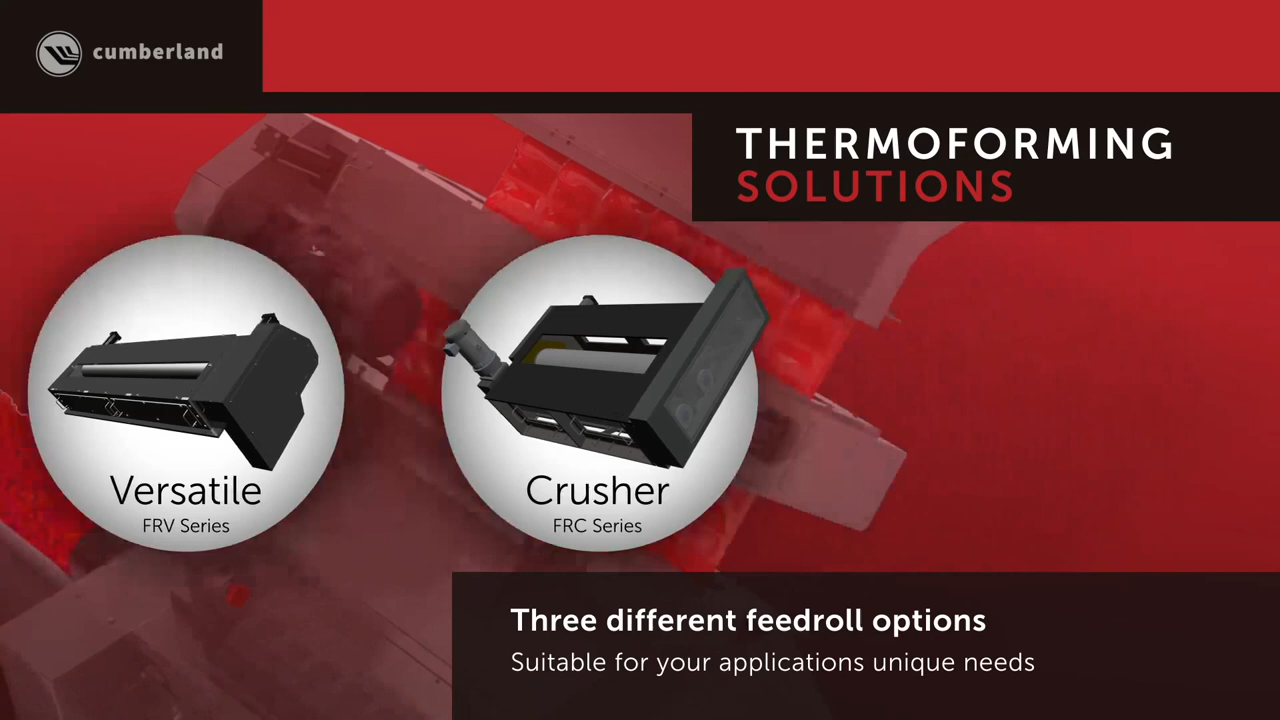 cumberland
THERMOFORMING
SOLUTIONS
Versatile
FRV Series
Crusher
FRC Series
Three different feedroll options
Suitable for your applications unique needs